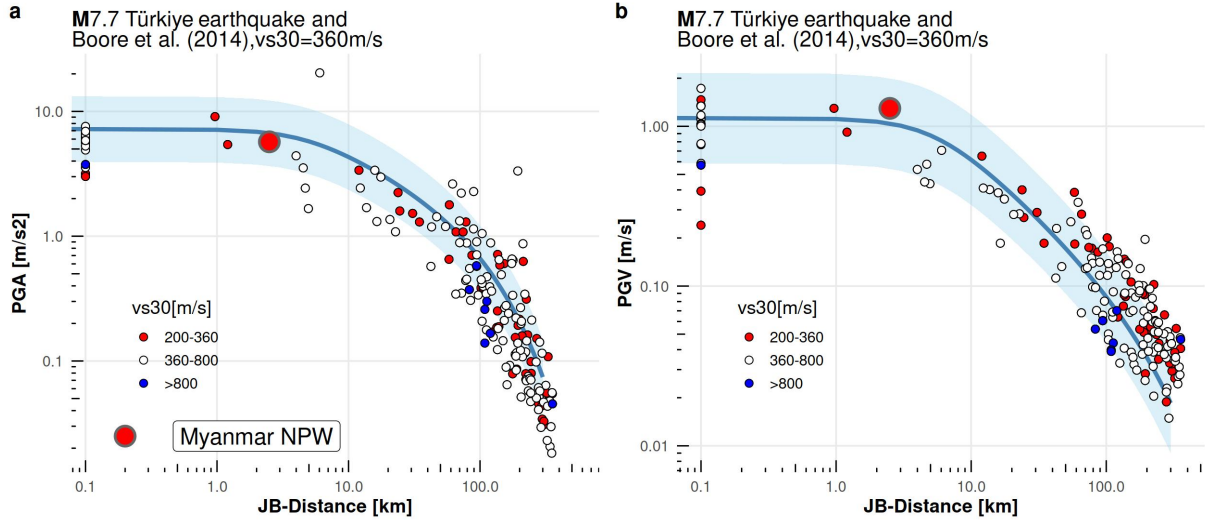 a
M7.7 Türkiye earthquake and
Boore et al. (2014),vs30=360m/s
PGA [m/s2]
10.0
1.0
0.1
vs30[m/s]
200-360
360-800
>800
Myanmar NPW
0.1
1.0
10.0
100.0
JB-Distance [km]
b
M7.7 Türkiye earthquake and
Boore et al. (2014),vs30=360m/s
PGV [m/s]
1.00
0.10
0.01
vs30[m/s]
200-360
360-800
>800
0.1
1.0
10.0
100.0
JB-Distance [km]